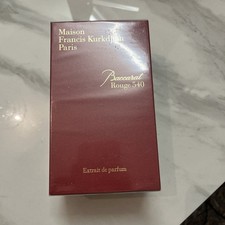 Maison
Francis Kurkdjian
Paris
Baccarat
Rouge 540
Extrait de parfum